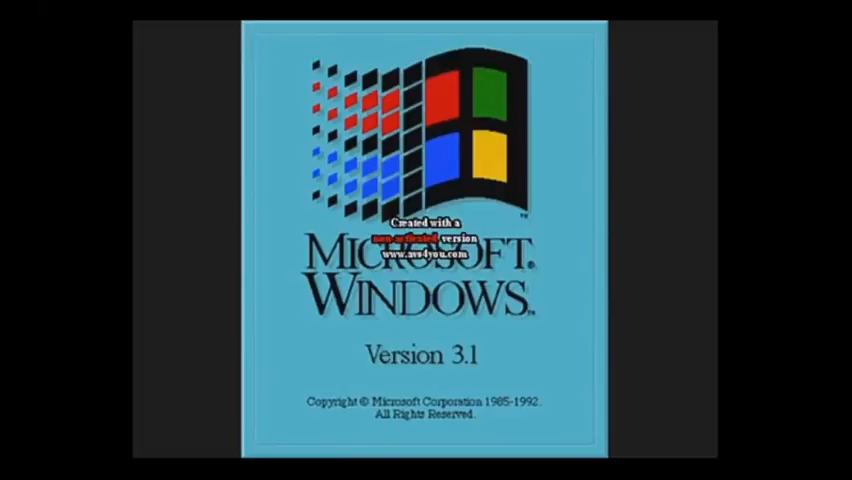 Created with a
non-activated version
www.avs4you.com
MICROSOFT®
WINDOWS™
Version 3.1
Copyright © Microsoft Corporation 1985-1992.
All Rights Reserved.